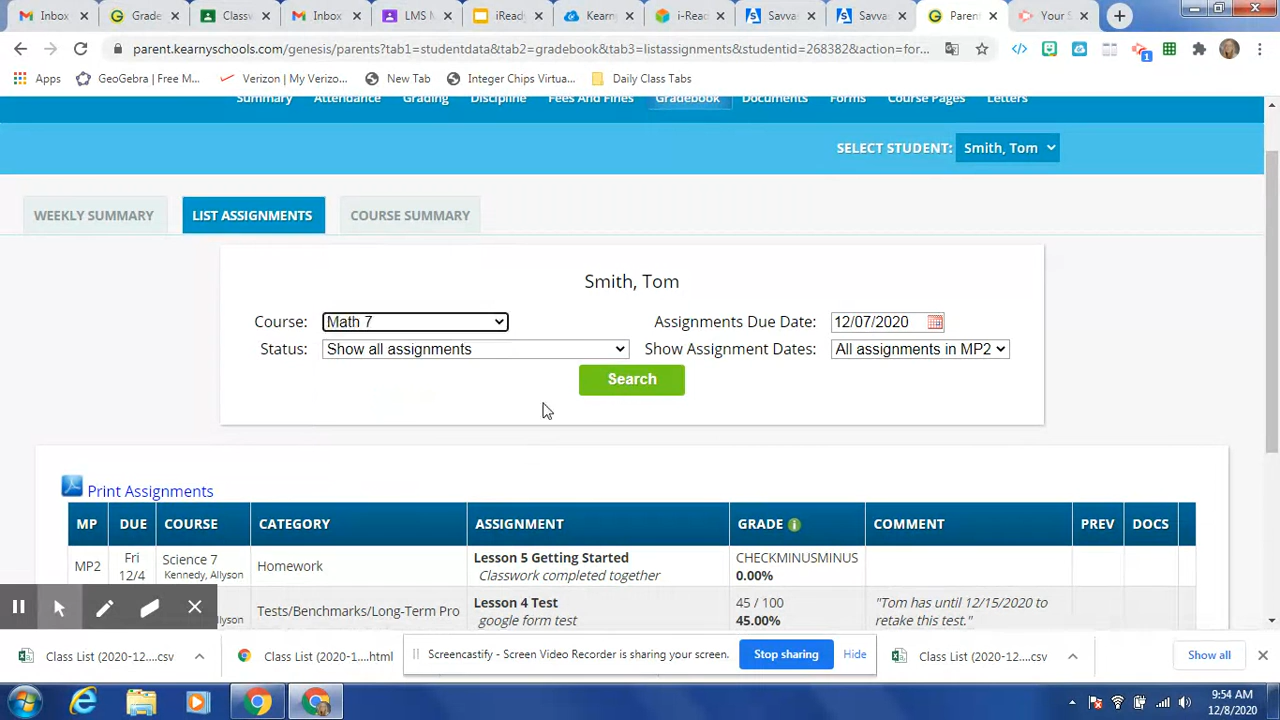 Inbox
Grade
Classw
Inbox
LMS M
iRead
Kearn
i-Rea
Savva
Savva
Paren
Your S
parent.kearnyschools.com/genesis/parents?tab1=studentdata&tab2=gradebook&tab3=listassignments&studentid=268382&action=for...
1
Apps
GeoGebra | Free M...
Verizon | My Verizo...
New Tab
Integer Chips Virtua...
Daily Class Tabs
Summary
Attendance
Grading
Discipline
Fees And Fines
Gradebook
Documents
Forms
Course Pages
Letters
SELECT STUDENT: Smith, Tom
WEEKLY SUMMARY
LIST ASSIGNMENTS
COURSE SUMMARY
Smith, Tom
Course: Math 7
Assignments Due Date: 12/07/2020
Status: Show all assignments
Show Assignment Dates: All assignments in MP2
Search
Print Assignments
MP DUE COURSE CATEGORY ASSIGNMENT GRADE i COMMENT PREV DOCS
MP2
Fri
12/4
Science 7
Kennedy, Allyson
Homework
Lesson 5 Getting Started
Classwork completed together
CHECKMINUSMINUS
0.00%
Allyson
Tests/Benchmarks/Long-Term Pro
Lesson 4 Test
google form test
45 / 100
45.00%
"Tom has until 12/15/2020 to
retake this test."
Class List (2020-12....csv
Class List (2020-1....html
Screencastify - Screen Video Recorder is sharing your screen.
Stop sharing
Hide
Class List (2020-12....csv
Show all
9:54 AM
12/8/2020